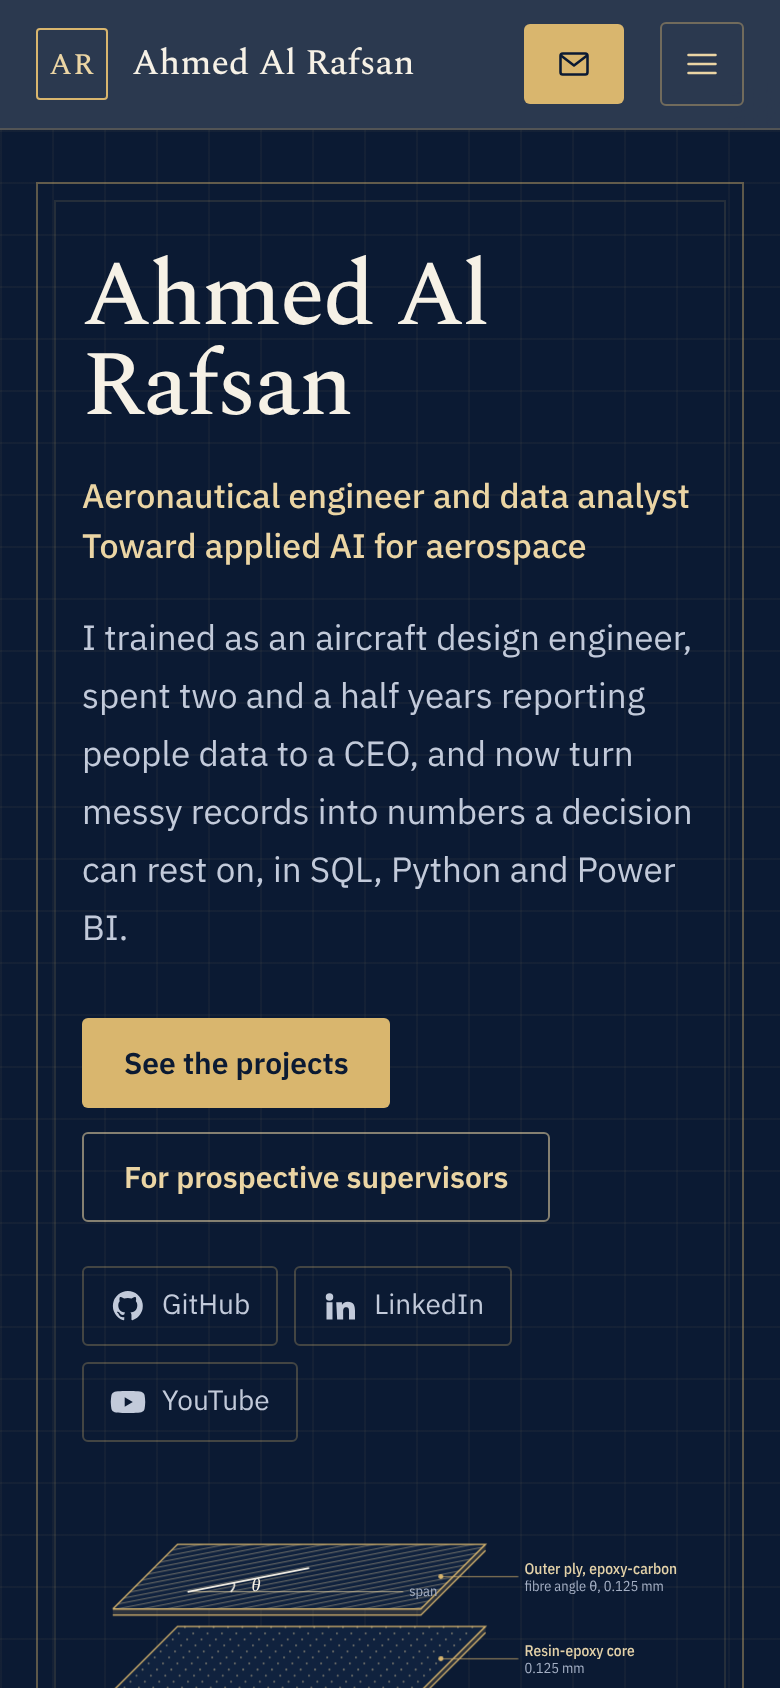 AR
Ahmed Al Rafsan
Ahmed Al
Rafsan
Aeronautical engineer and data analyst
Toward applied AI for aerospace
I trained as an aircraft design engineer,
spent two and a half years reporting
people data to a CEO, and now turn
messy records into numbers a decision
can rest on, in SQL, Python and Power
BI.
See the projects
For prospective supervisors
GitHub
LinkedIn
YouTube
Outer ply, epoxy-carbon
fibre angle θ, 0.125 mm
θ
span
Resin-epoxy core
0.125 mm